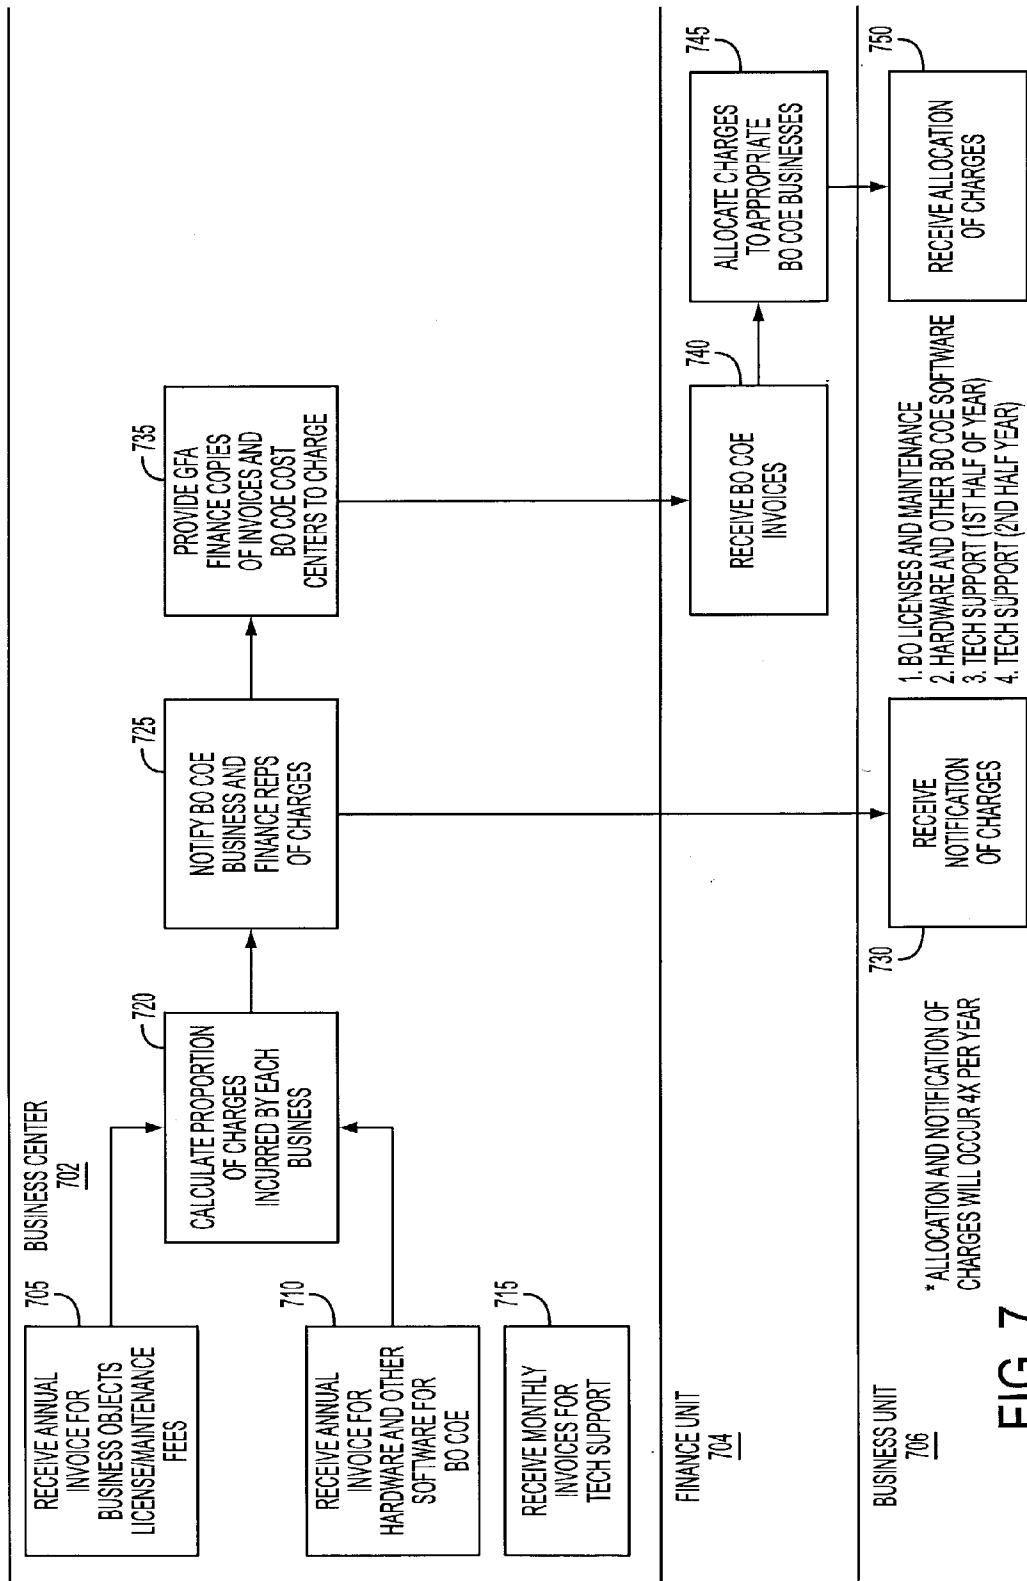 BUSINESS CENTER
702
705
RECEIVE ANNUAL
INVOICE FOR
BUSINESS OBJECTS
LICENSE/MAINTENANCE
FEES
710
RECEIVE ANNUAL
INVOICE FOR
HARDWARE AND OTHER
SOFTWARE FOR
BO COE
715
RECEIVE MONTHLY
INVOICES FOR
TECH SUPPORT
720
CALCULATE PROPORTION
OF CHARGES
INCURRED BY EACH
BUSINESS
725
NOTIFY BO COE
BUSINESS AND
FINANCE REPS
OF CHARGES
735
PROVIDE GFA
FINANCE COPIES
OF INVOICES AND
BO COE COST
CENTERS TO CHARGE
FINANCE UNIT
704
740
RECEIVE BO COE
INVOICES
745
ALLOCATE CHARGES
TO APPROPRIATE
BO COE BUSINESSES
BUSINESS UNIT
706
* ALLOCATION AND NOTIFICATION OF
CHARGES WILL OCCUR 4X PER YEAR
730
RECEIVE
NOTIFICATION
OF CHARGES
1. BO LICENSES AND MAINTENANCE
2. HARDWARE AND OTHER BO COE SOFTWARE
3. TECH SUPPORT (1ST HALF OF YEAR)
4. TECH SUPPORT (2ND HALF YEAR)
750
RECEIVE ALLOCATION
OF CHARGES
FIG. 7